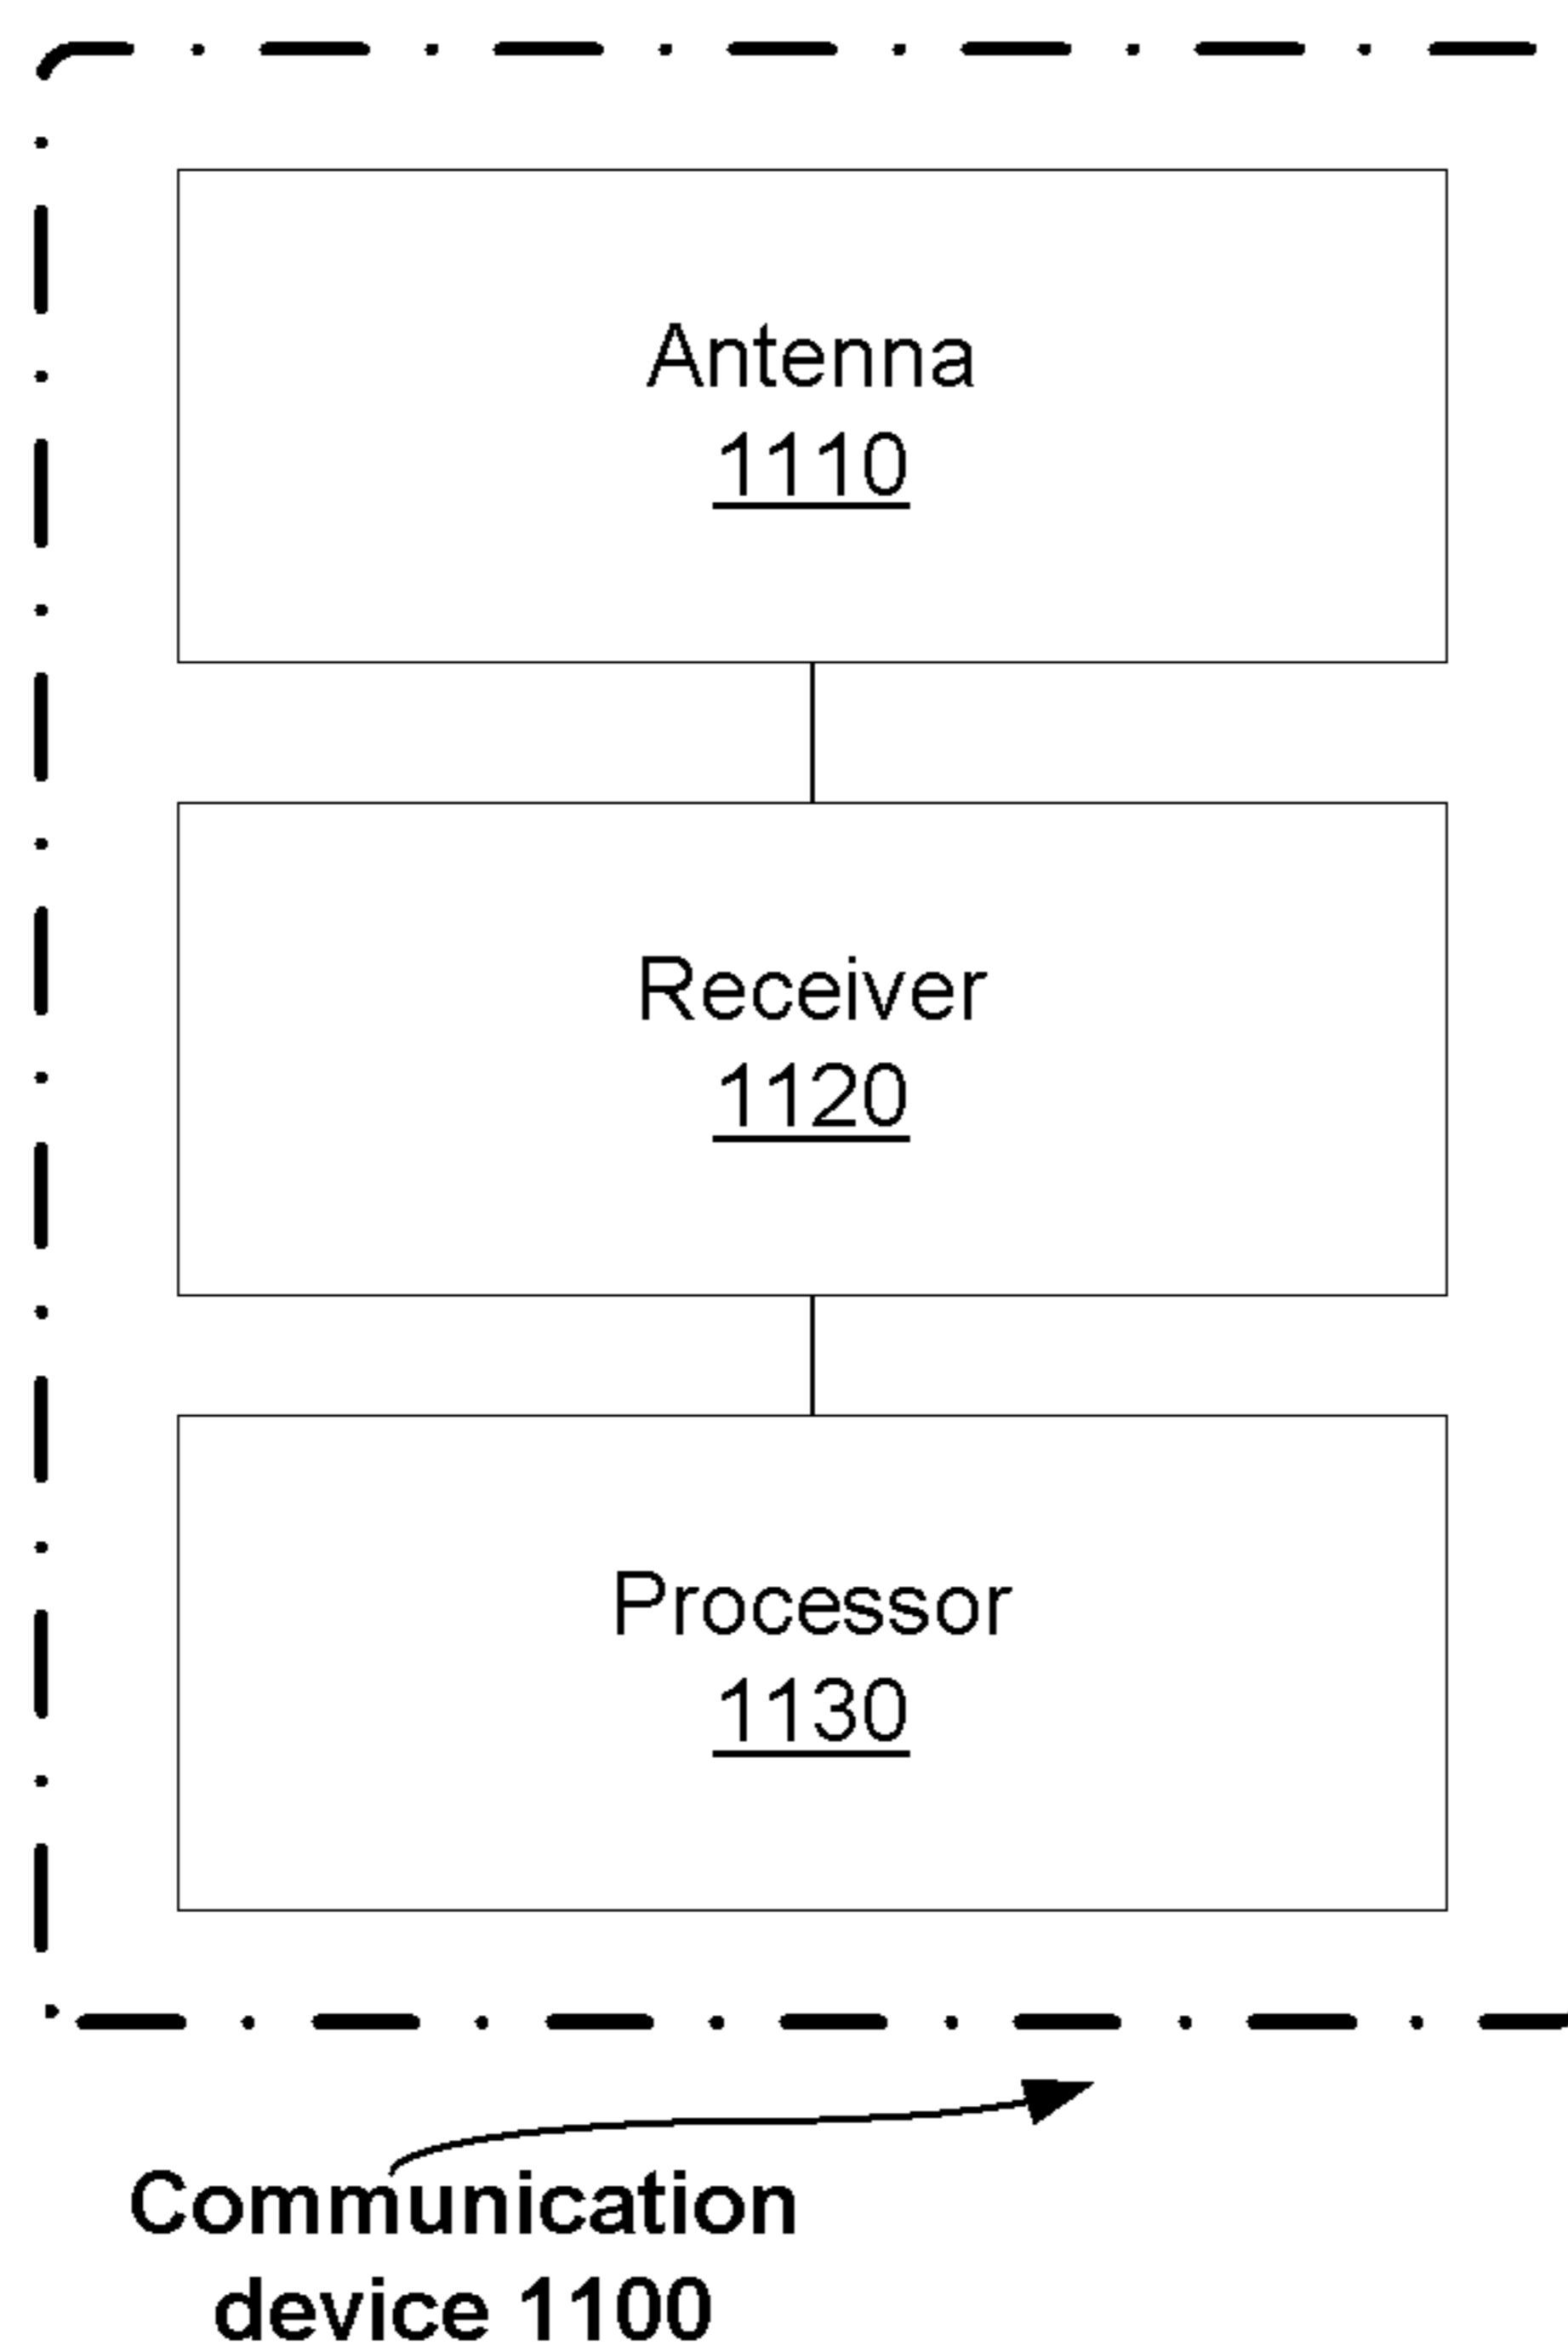 Antenna
1110
Receiver
1120
Processor
1130
Communication
device 1100